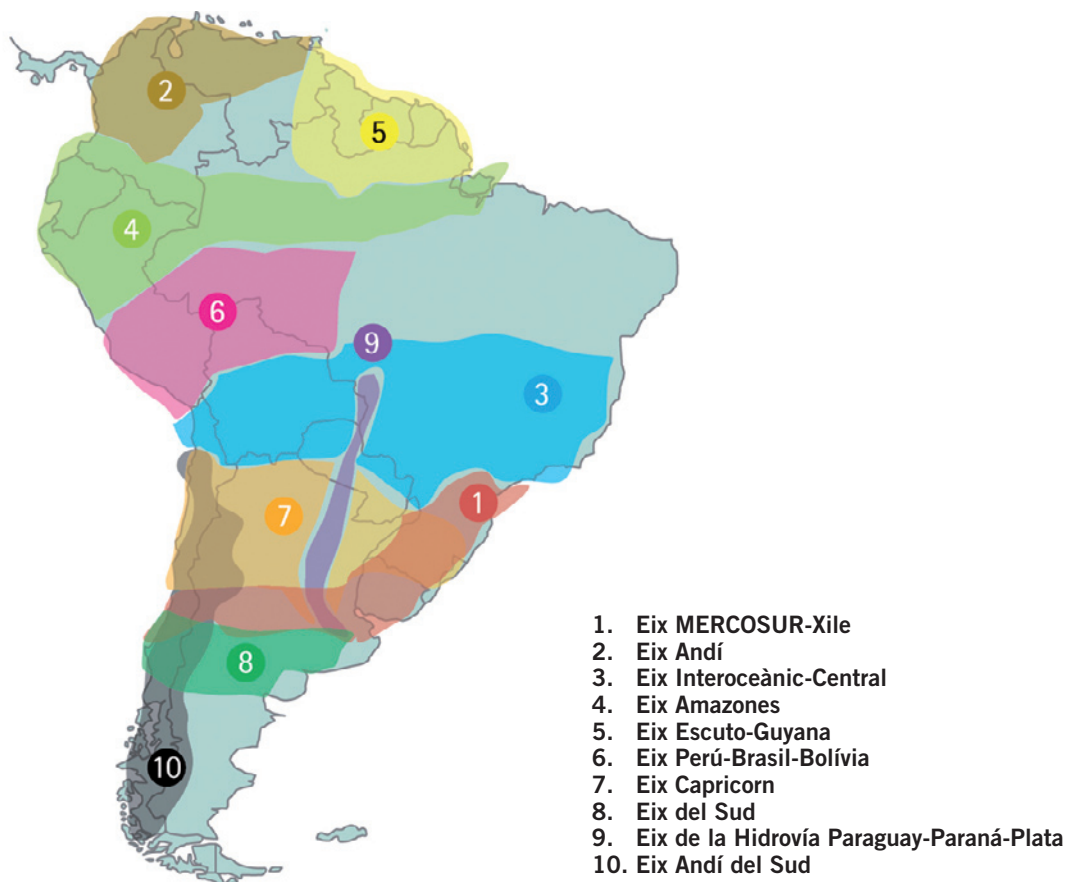 2
5
4
6
9
3
1
7
8
10
1. Eix MERCOSUR-Xile
2. Eix Andí
3. Eix Interoceànic-Central
4. Eix Amazones
5. Eix Escuto-Guyana
6. Eix Perú-Brasil-Bolívia
7. Eix Capricorn
8. Eix del Sud
9. Eix de la Hidrovía Paraguay-Paraná-Plata
10. Eix Andí del Sud